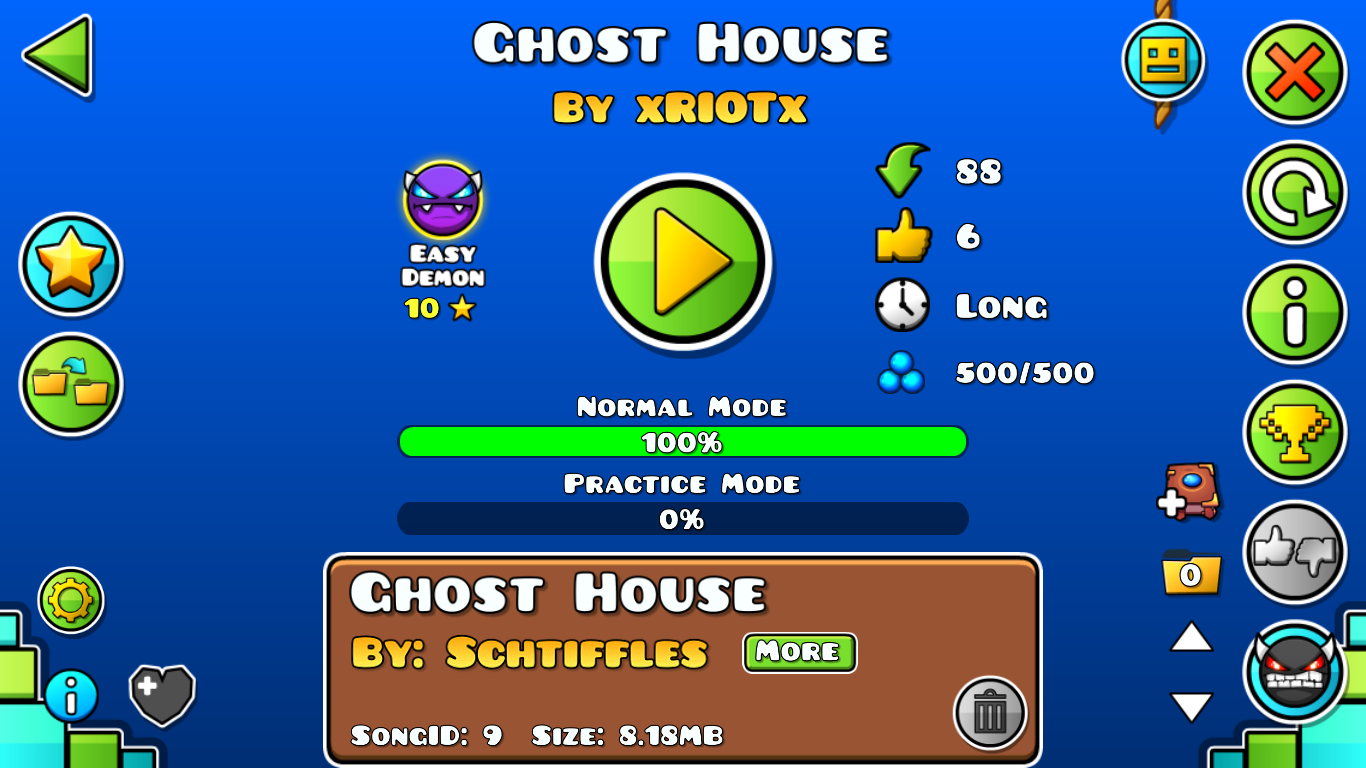 Ghost House
By xRIOTx
88
Easy
Demon
10
6
Long
500/500
Normal Mode
100%
Practice Mode
0%
Ghost House
By: Schtiffles
More
SongID: 9 Size: 8.18MB
0